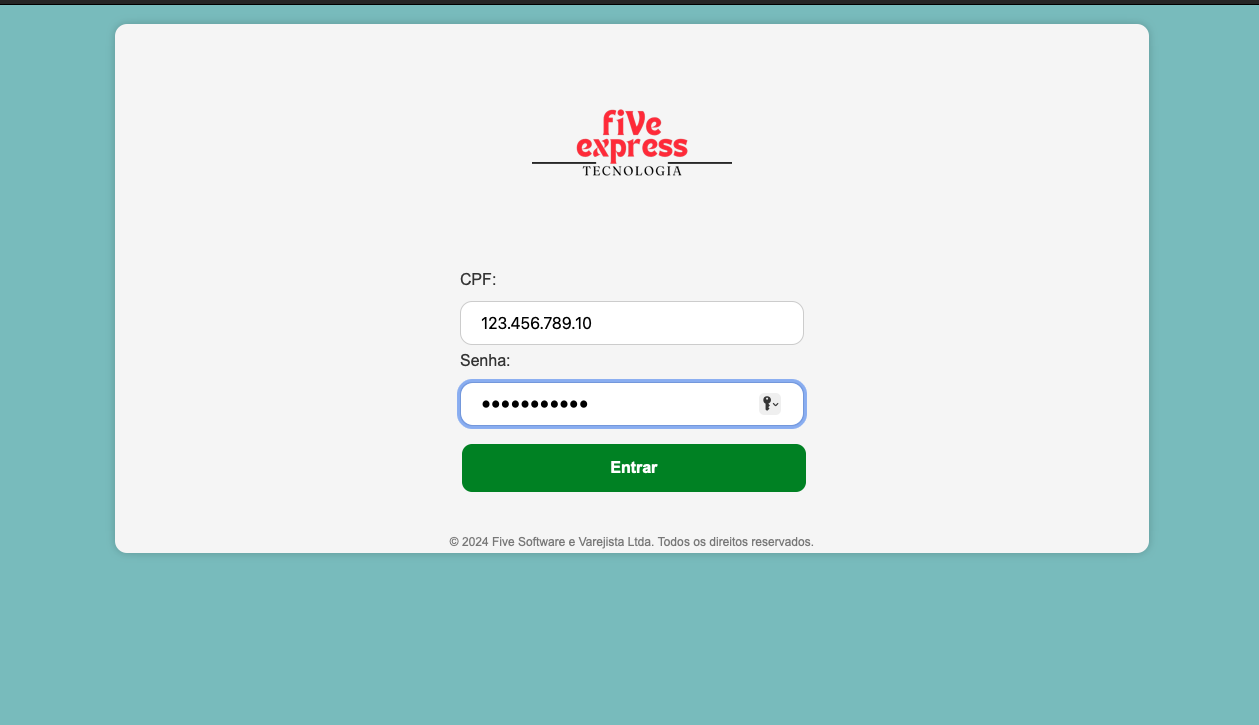 five
express
TECNOLOGIA
CPF:
123.456.789.10
Senha:
•••••••••••
Entrar
© 2024 Five Software e Varejista Ltda. Todos os direitos reservados.